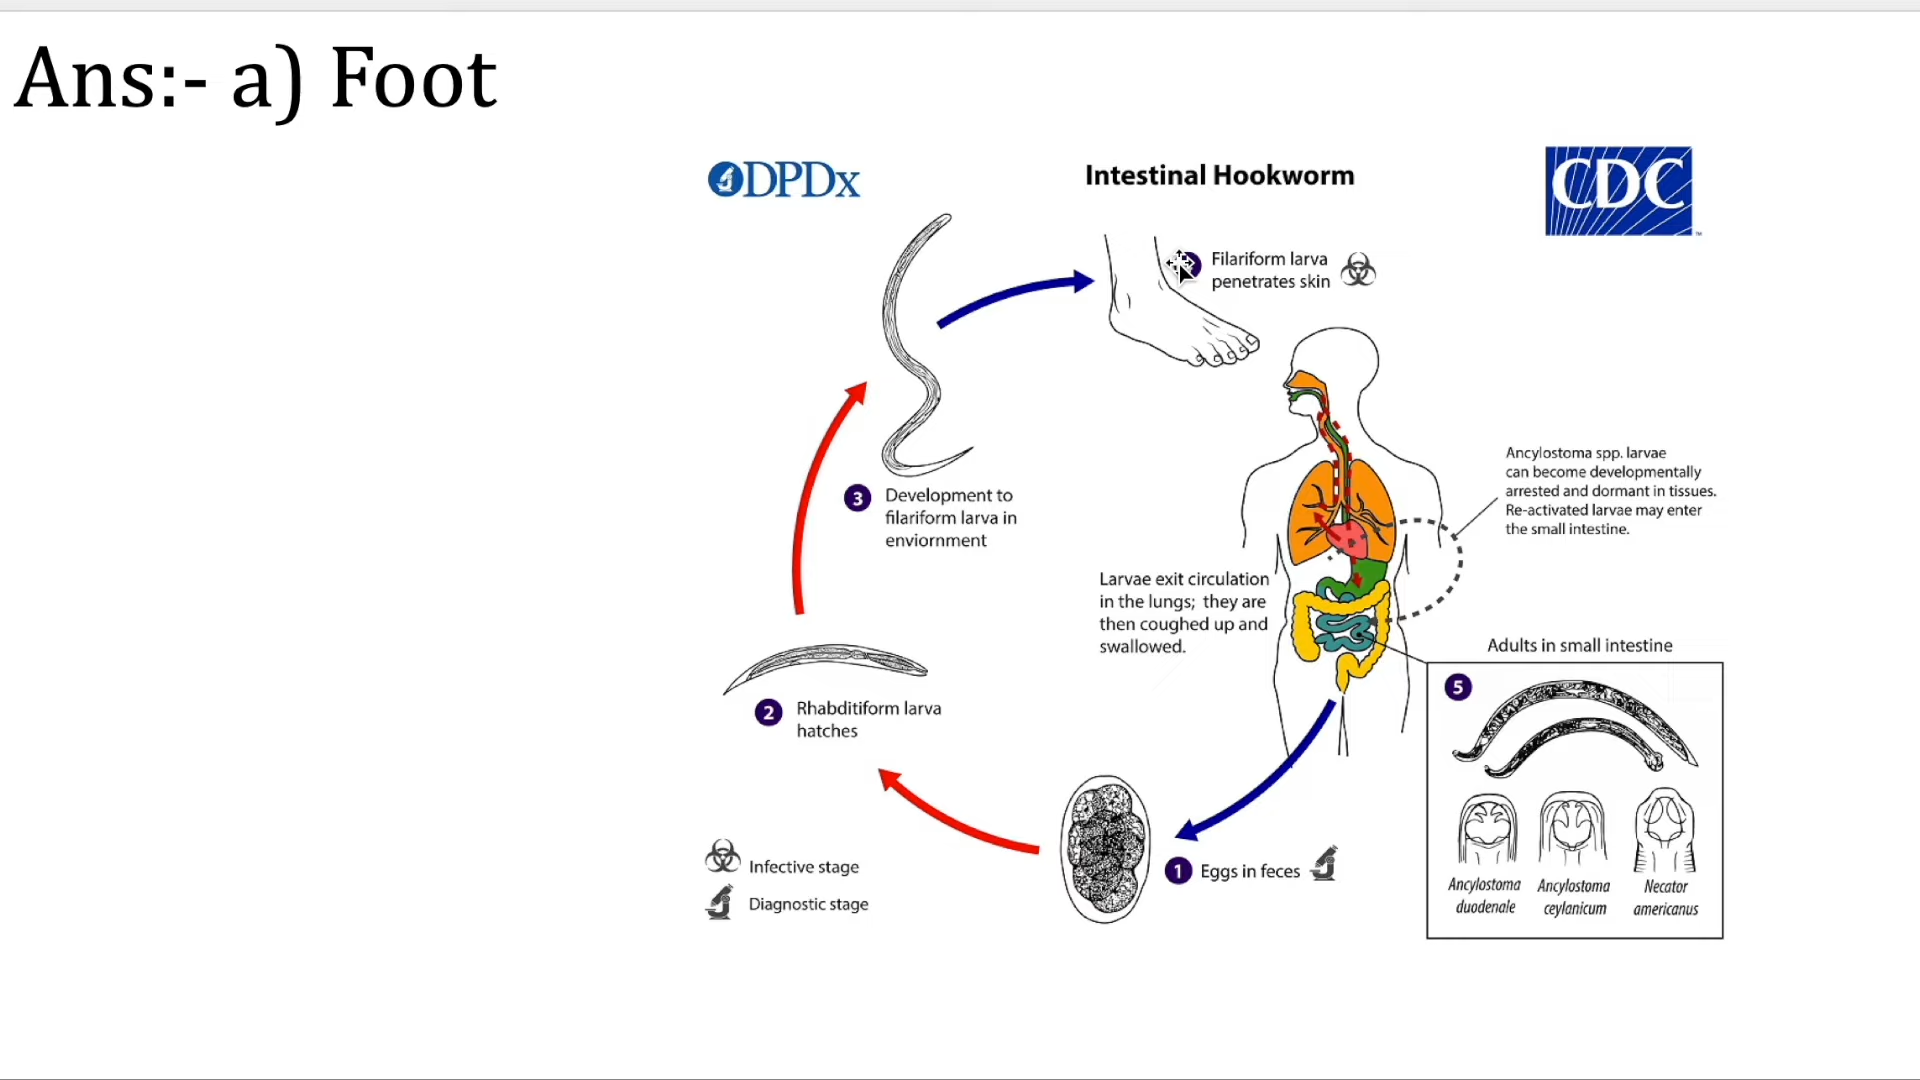 Ans:- a) Foot
DPDx
Intestinal Hookworm
CDC
TM
Filariform larva
penetrates skin
Ancylostoma spp. larvae
can become developmentally
arrested and dormant in tissues.
Re-activated larvae may enter
the small intestine.
3
Development to
filariform larva in
enviornment
Larvae exit circulation
in the lungs; they are
then coughed up and
swallowed.
Adults in small intestine
5
2
Rhabditiform larva
hatches
1
Eggs in feces
Infective stage
Diagnostic stage
Ancylostoma
duodenale
Ancylostoma
ceylanicum
Necator
americanus